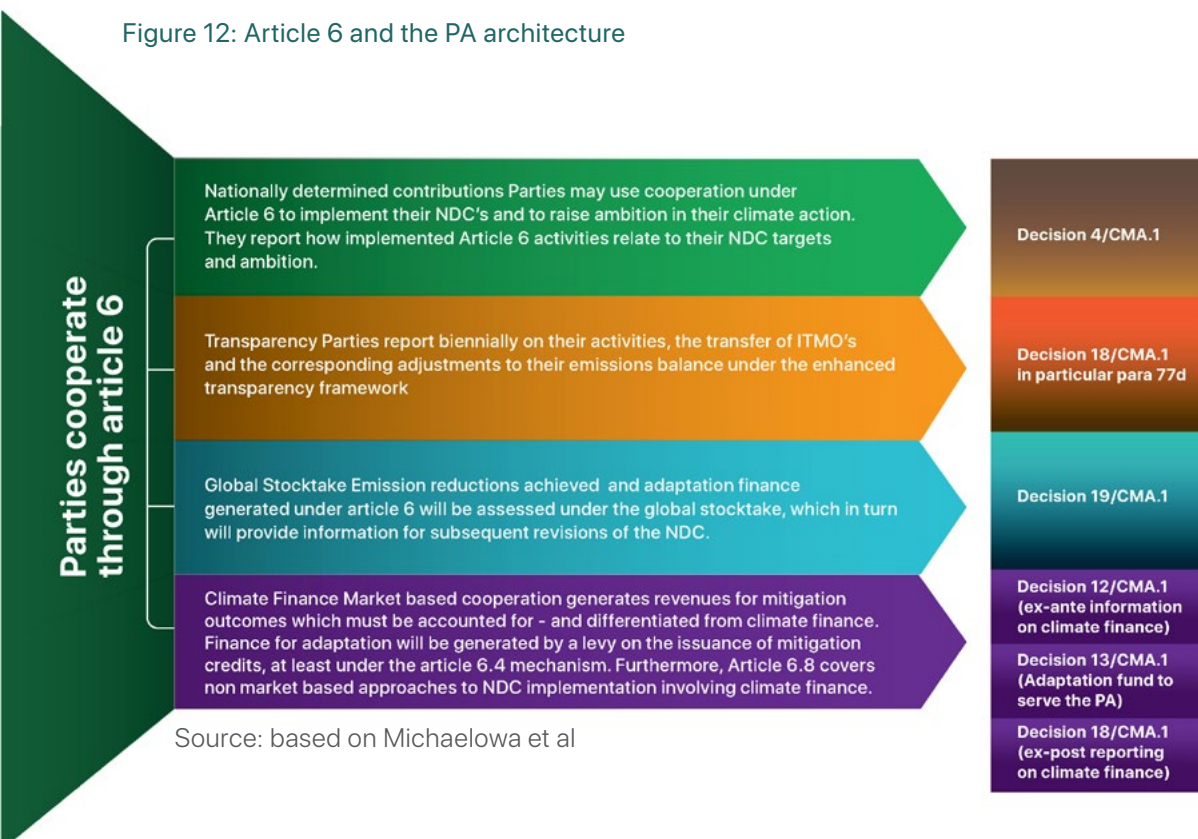 Figure 12: Article 6 and the PA architecture
Parties cooperate
through article 6
Nationally determined contributions Parties may use cooperation under
Article 6 to implement their NDC's and to raise ambition in their climate action.
They report how implemented Article 6 activities relate to their NDC targets
and ambition.
Decision 4/CMA.1
Transparency Parties report biennially on their activities, the transfer of ITMO's
and the corresponding adjustments to their emissions balance under the enhanced
transparency framework
Decision 18/CMA.1
in particular para 77d
Global Stocktake Emission reductions achieved and adaptation finance
generated under article 6 will be assessed under the global stocktake, which in turn
will provide information for subsequent revisions of the NDC.
Decision 19/CMA.1
Climate Finance Market based cooperation generates revenues for mitigation
outcomes which must be accounted for - and differentiated from climate finance.
Finance for adaptation will be generated by a levy on the issuance of mitigation
credits, at least under the article 6.4 mechanism. Furthermore, Article 6.8 covers
non market based approaches to NDC implementation involving climate finance.
Decision 12/CMA.1
(ex-ante information
on climate finance)
Decision 13/CMA.1
(Adaptation fund to
serve the PA)
Decision 18/CMA.1
(ex-post reporting
on climate finance)
Source: based on Michaelowa et al